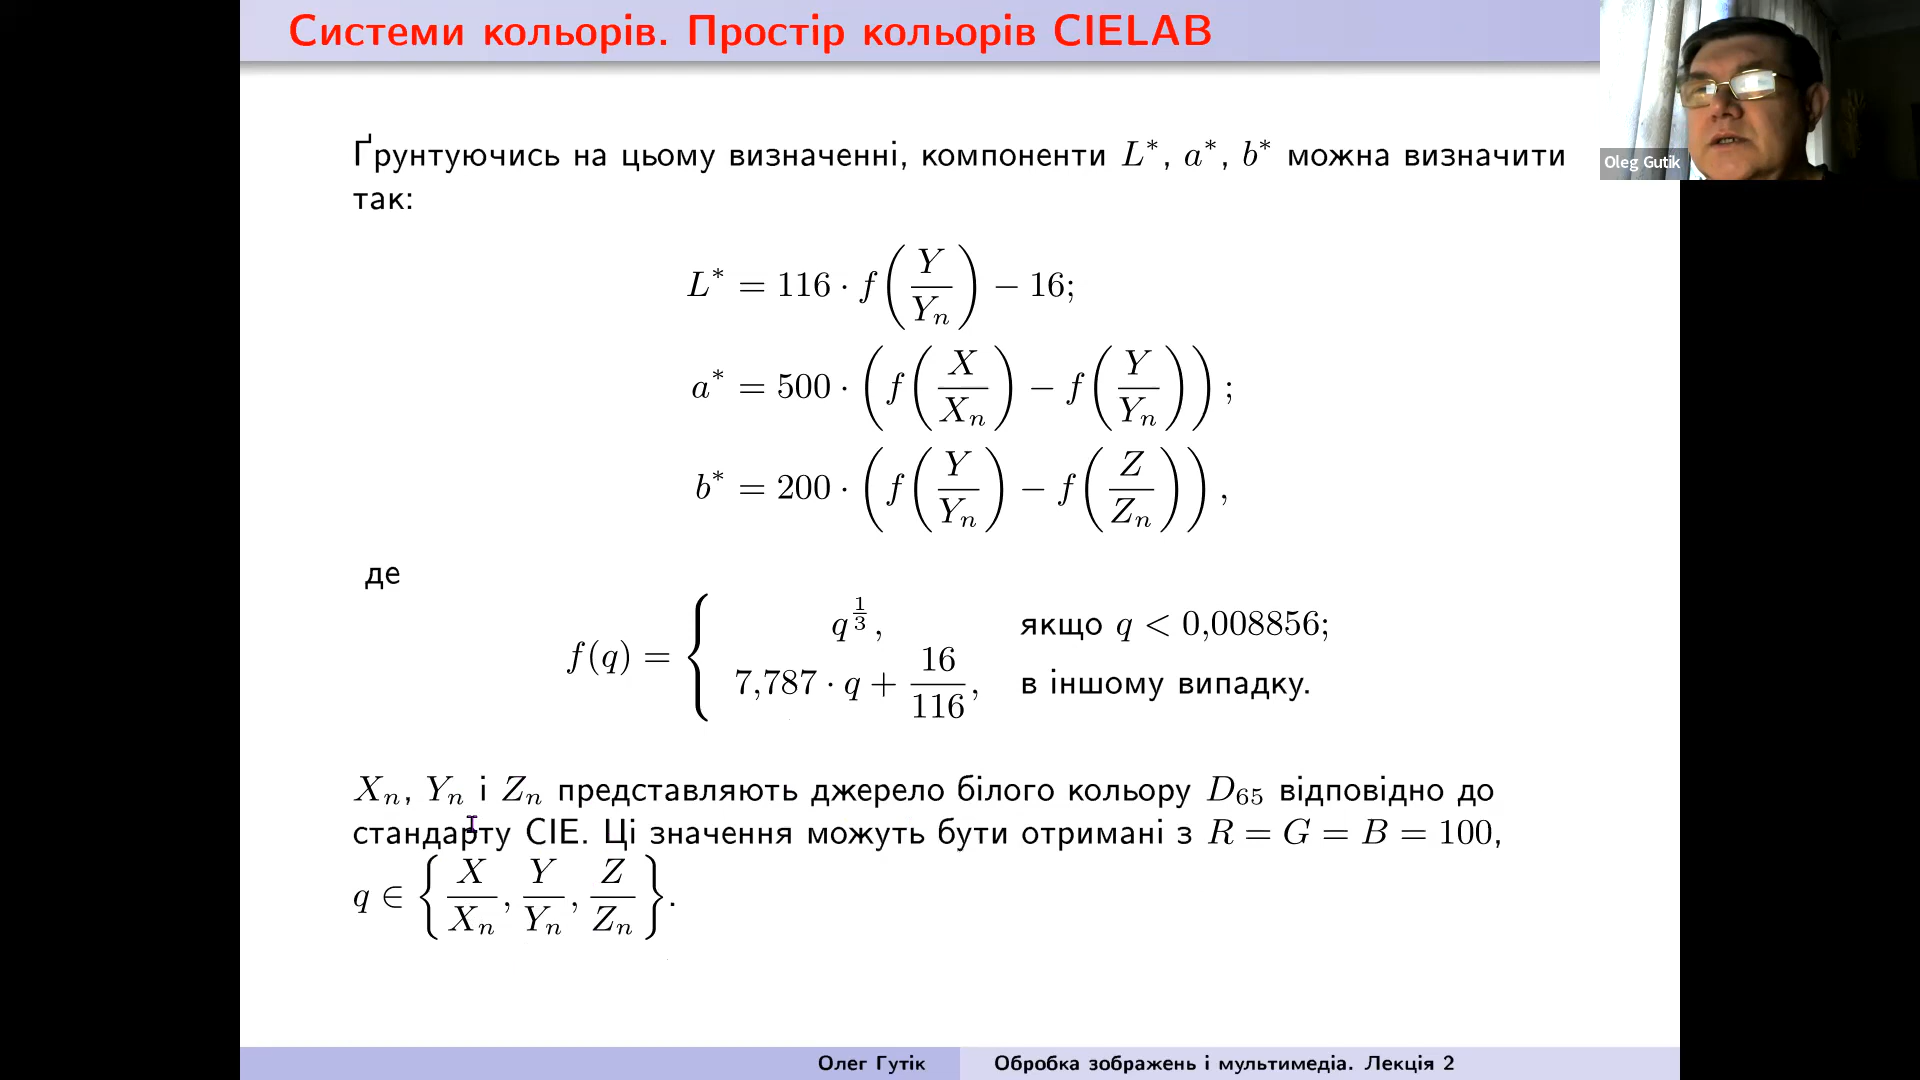 Системи кольорів. Простір кольорів CIELAB
Oleg Gutik
Ґрунтуючись на цьому визначенні, компоненти L*, a*, b* можна визначити
так:
L* = 116 · f(Y/Yₙ) − 16;
a* = 500 · (f(X/Xₙ) − f(Y/Yₙ));
b* = 200 · (f(Y/Yₙ) − f(Z/Zₙ)),
де
f(q) = { q^{1/3}, якщо q < 0,008856;
7,787 · q + 16/116, в іншому випадку.
Xₙ, Yₙ і Zₙ представляють джерело білого кольору D₆₅ відповідно до
стандарту CIE. Ці значення можуть бути отримані з R = G = B = 100,
q ∈ {X/Xₙ, Y/Yₙ, Z/Zₙ}.
Олег Гутік Обробка зображень і мультимедіа. Лекція 2